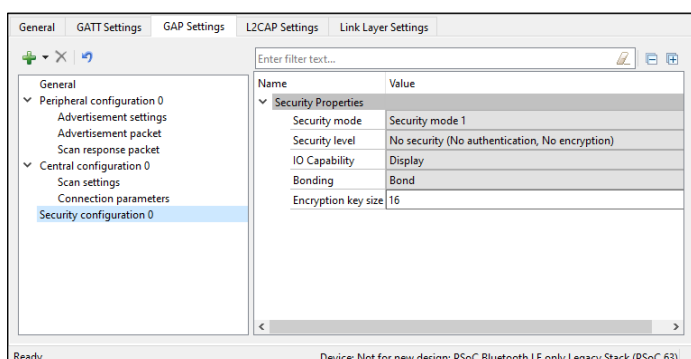 General GATT Settings GAP Settings L2CAP Settings Link Layer Settings
Enter filter text...
General
Peripheral configuration 0
Advertisement settings
Advertisement packet
Scan response packet
Central configuration 0
Scan settings
Connection parameters
Security configuration 0
Name Value
Security Properties
Security mode Security mode 1
Security level No security (No authentication, No encryption)
IO Capability Display
Bonding Bond
Encryption key size 16
Ready Device: Not for new design: PSoC Bluetooth LE only Legacy Stack (PSoC 63)